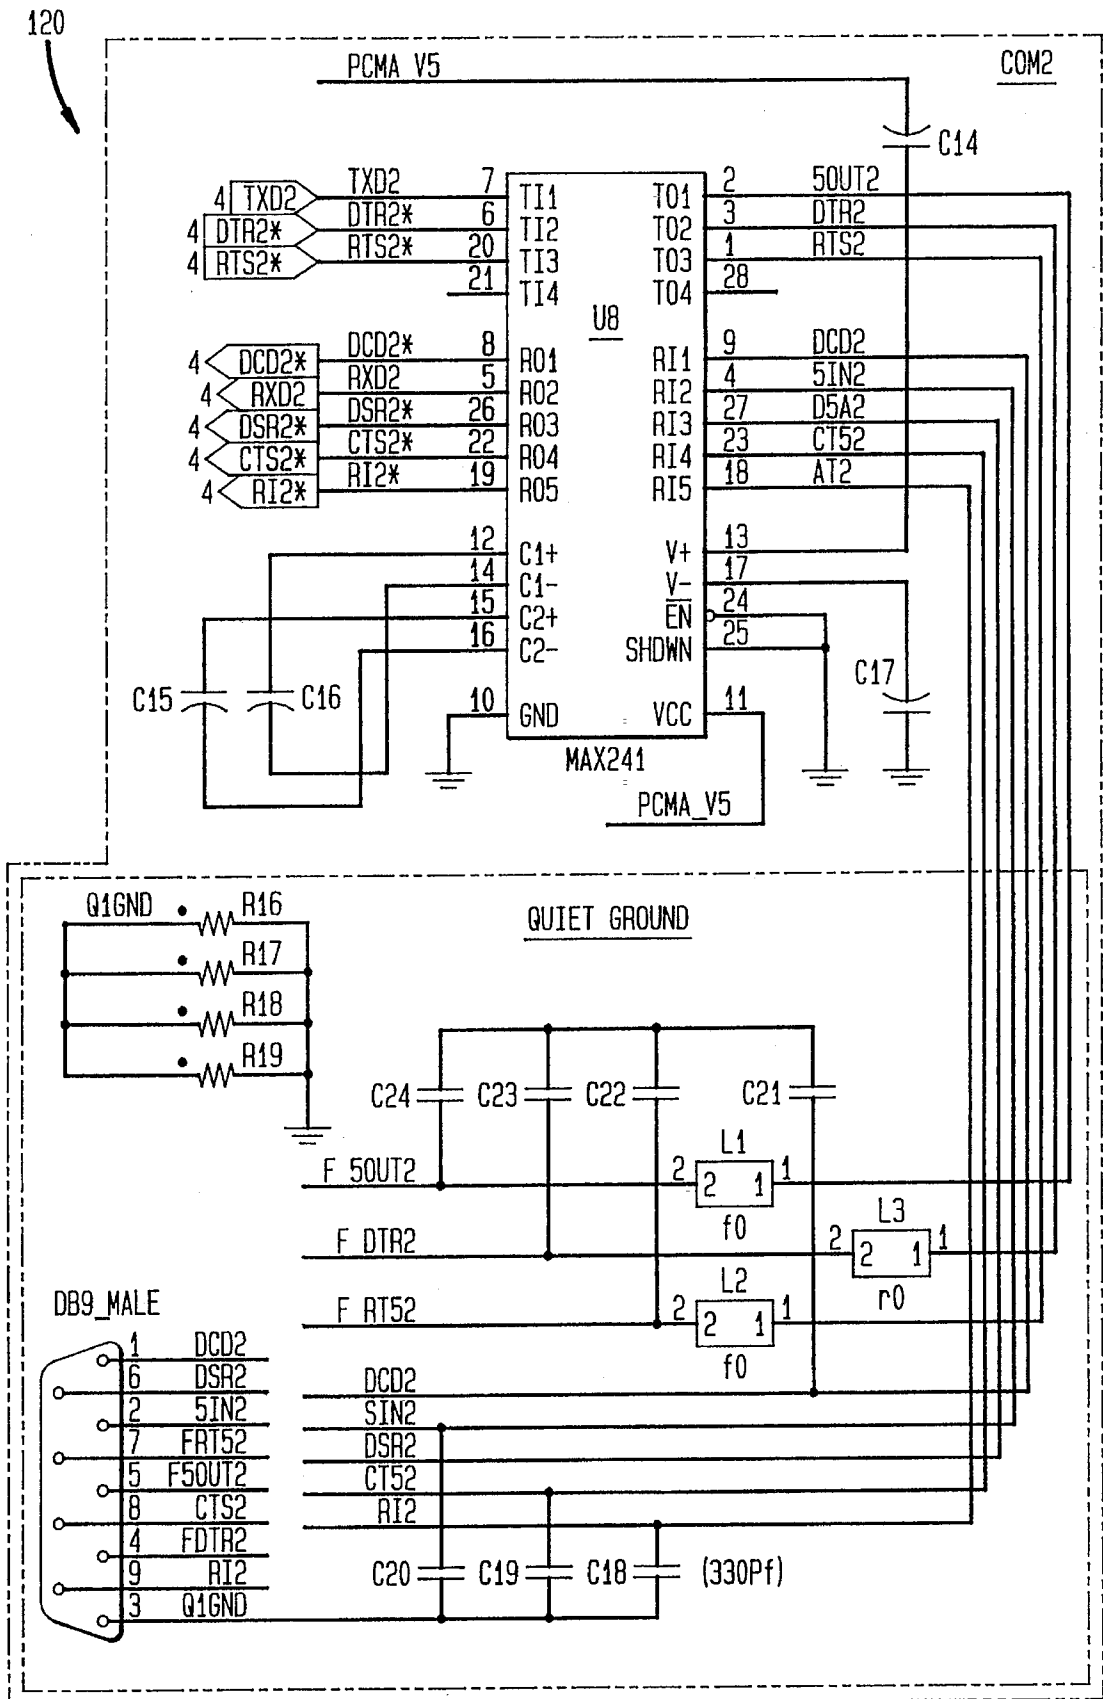 120
PCMA V5
COM2
C14
4 TXD2 TXD2 7 TI1 TO1 2 5OUT2
4 DTR2* DTR2* 6 TI2 TO2 3 DTR2
4 RTS2* RTS2* 20 TI3 TO3 1 RTS2
21 TI4 TO4 28
U8
4 DCD2* DCD2* 8 RO1 RI1 9 DCD2
4 RXD2 RXD2 5 RO2 RI2 4 5IN2
4 DSR2* DSR2* 26 RO3 RI3 27 D5A2
4 CTS2* CTS2* 22 RO4 RI4 23 CT52
4 RI2* RI2* 19 RO5 RI5 18 AT2
12 C1+ V+ 13
14 C1- V- 17
15 C2+ EN 24
16 C2- SHDWN 25
C15 C16 C17
10 GND VCC 11
MAX241
PCMA_V5
Q1GND R16
QUIET GROUND
R17
R18
R19
C24 C23 C22 C21
L1
F 5OUT2 2 2 1 1
f0
L3
F DTR2 2 2 1 1
r0
L2
F RT52 2 2 1 1
f0
DB9_MALE
1 DCD2
6 DSR2 DCD2
2 5IN2 SIN2
7 FRT52 DSR2
5 F5OUT2 CT52
8 CTS2 RI2
4 FDTR2
9 RI2 C20 C19 C18 (330Pf)
3 Q1GND